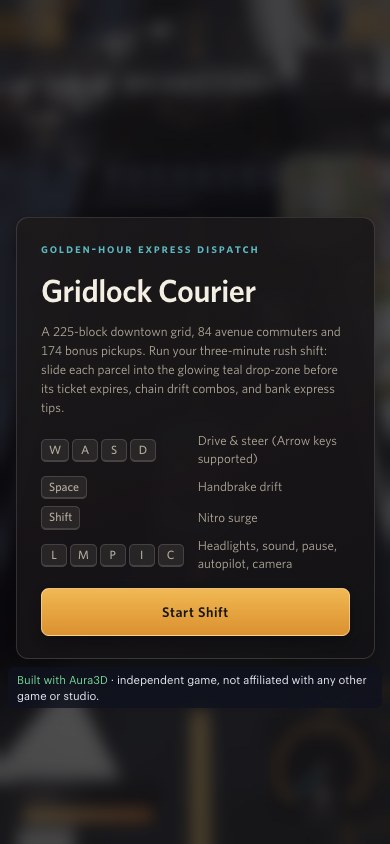 GOLDEN-HOUR EXPRESS DISPATCH
Gridlock Courier
A 225-block downtown grid, 84 avenue commuters and
174 bonus pickups. Run your three-minute rush shift:
slide each parcel into the glowing teal drop-zone before
its ticket expires, chain drift combos, and bank express
tips.
W A S D
Drive & steer (Arrow keys
supported)
Space
Handbrake drift
Shift
Nitro surge
L M P I C
Headlights, sound, pause,
autopilot, camera
Start Shift
Built with Aura3D · independent game, not affiliated with any other
game or studio.